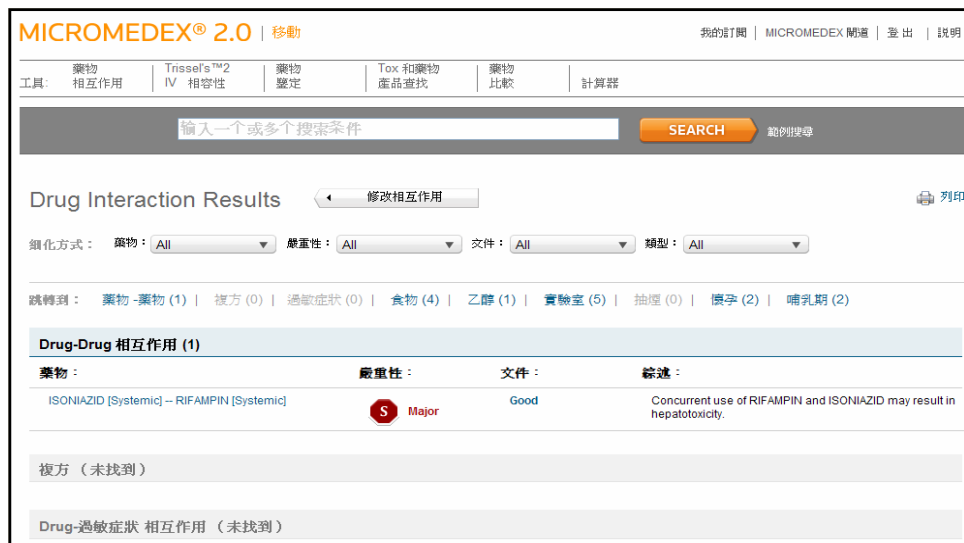 MICROMEDEX® 2.0 | 移動
我的訂閱 | MICROMEDEX 閘道 | 登 出 | 説明
工具: 藥物 相互作用 | Trissel's™2 IV 相容性 | 藥物 鑒定 | Tox 和藥物 產品查找 | 藥物 比較 | 計算器
输入一个或多个搜索条件 SEARCH 範例搜尋
Drug Interaction Results 修改相互作用 列印
細化方式: 藥物: All 嚴重性: All 文件: All 類型: All
跳轉到: 藥物 -藥物 (1) | 複方 (0) | 過敏症狀 (0) | 食物 (4) | 乙醇 (1) | 實驗室 (5) | 抽煙 (0) | 懷孕 (2) | 哺乳期 (2)
Drug-Drug 相互作用 (1)
藥物: 嚴重性: 文件: 綜述:
ISONIAZID [Systemic] -- RIFAMPIN [Systemic] S Major Good Concurrent use of RIFAMPIN and ISONIAZID may result in
hepatotoxicity.
複方 (未找到)
Drug-過敏症狀 相互作用 (未找到)